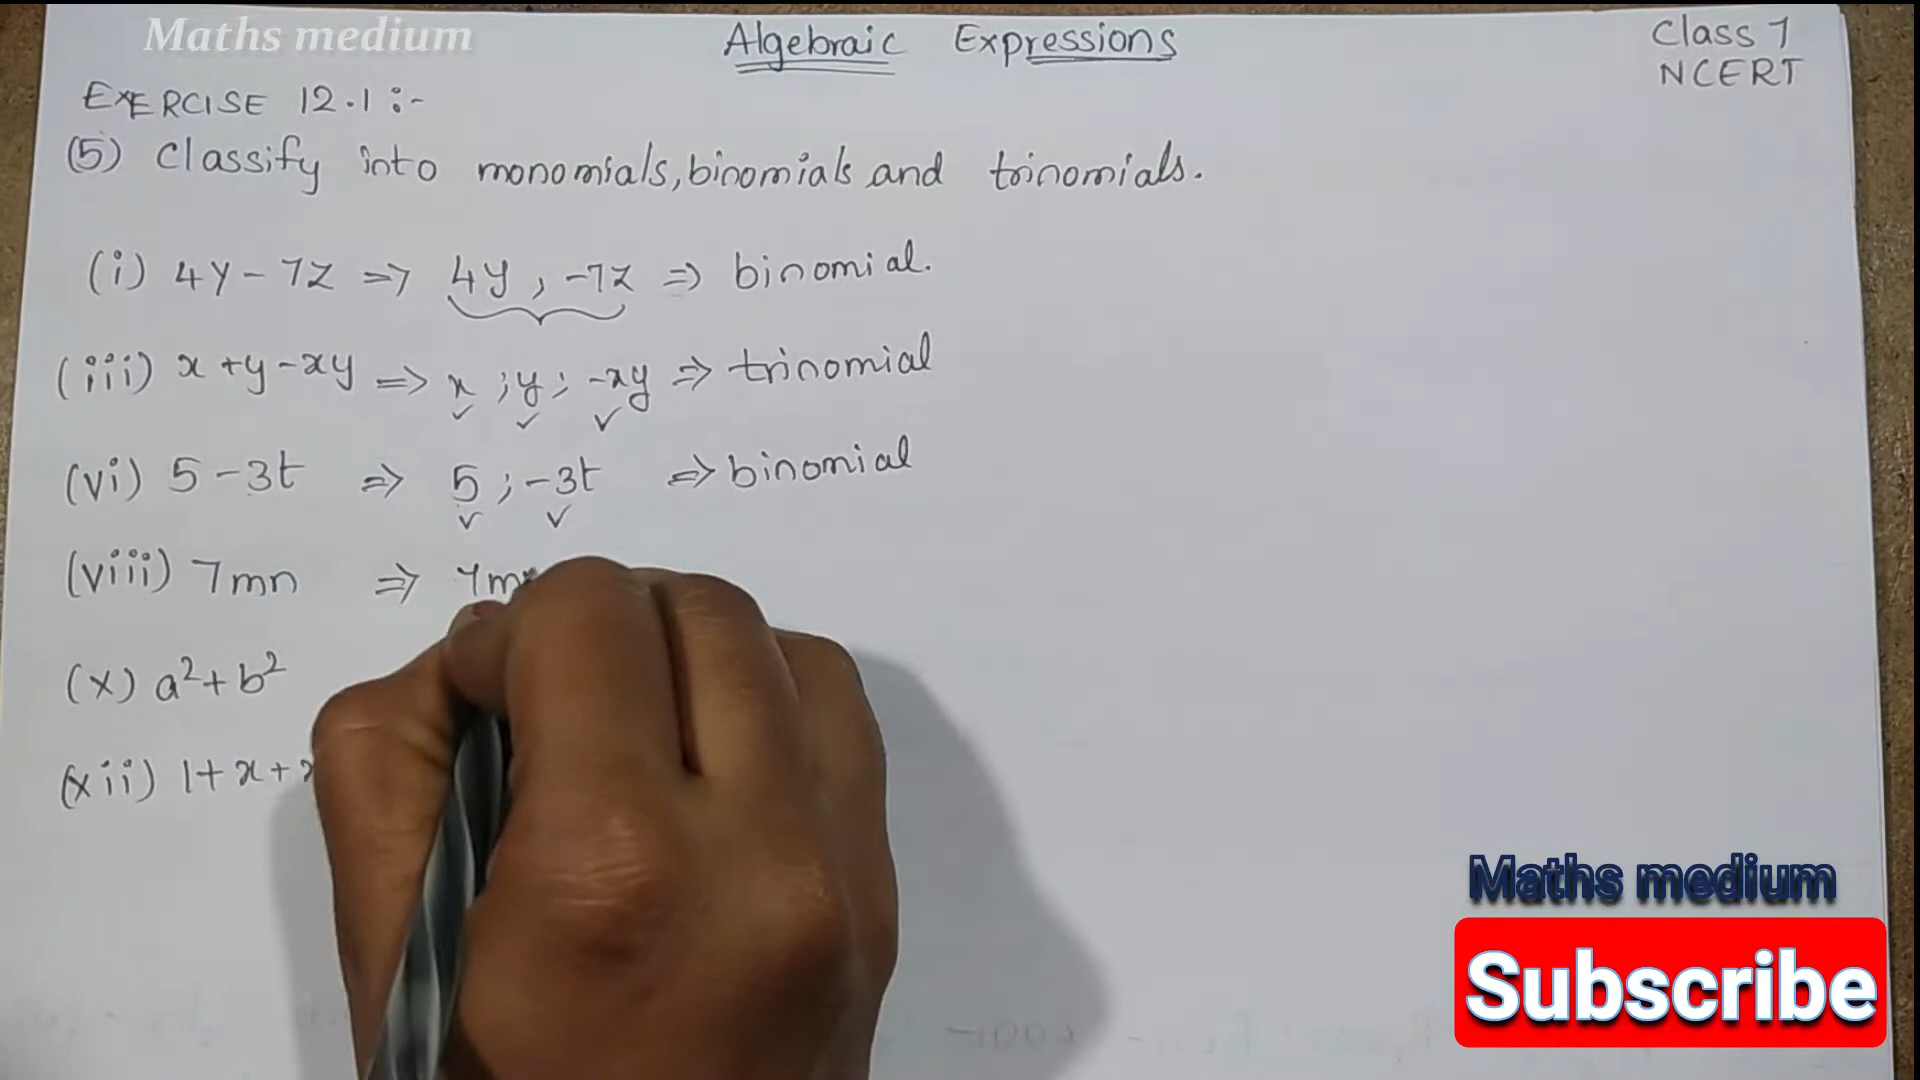 Maths medium
Algebraic Expressions
Class 7
NCERT
EXERCISE 12.1 :-
(5) Classify into monomials, binomials and trinomials.
(i) 4y - 7z => 4y , -7z => binomial.
(iii) x + y - xy => x ; y ; -xy => trinomial
(vi) 5 - 3t => 5 ; -3t => binomial
(viii) 7mn => 7m
(x) a² + b²
(xii) 1 + x +
Maths medium
Subscribe